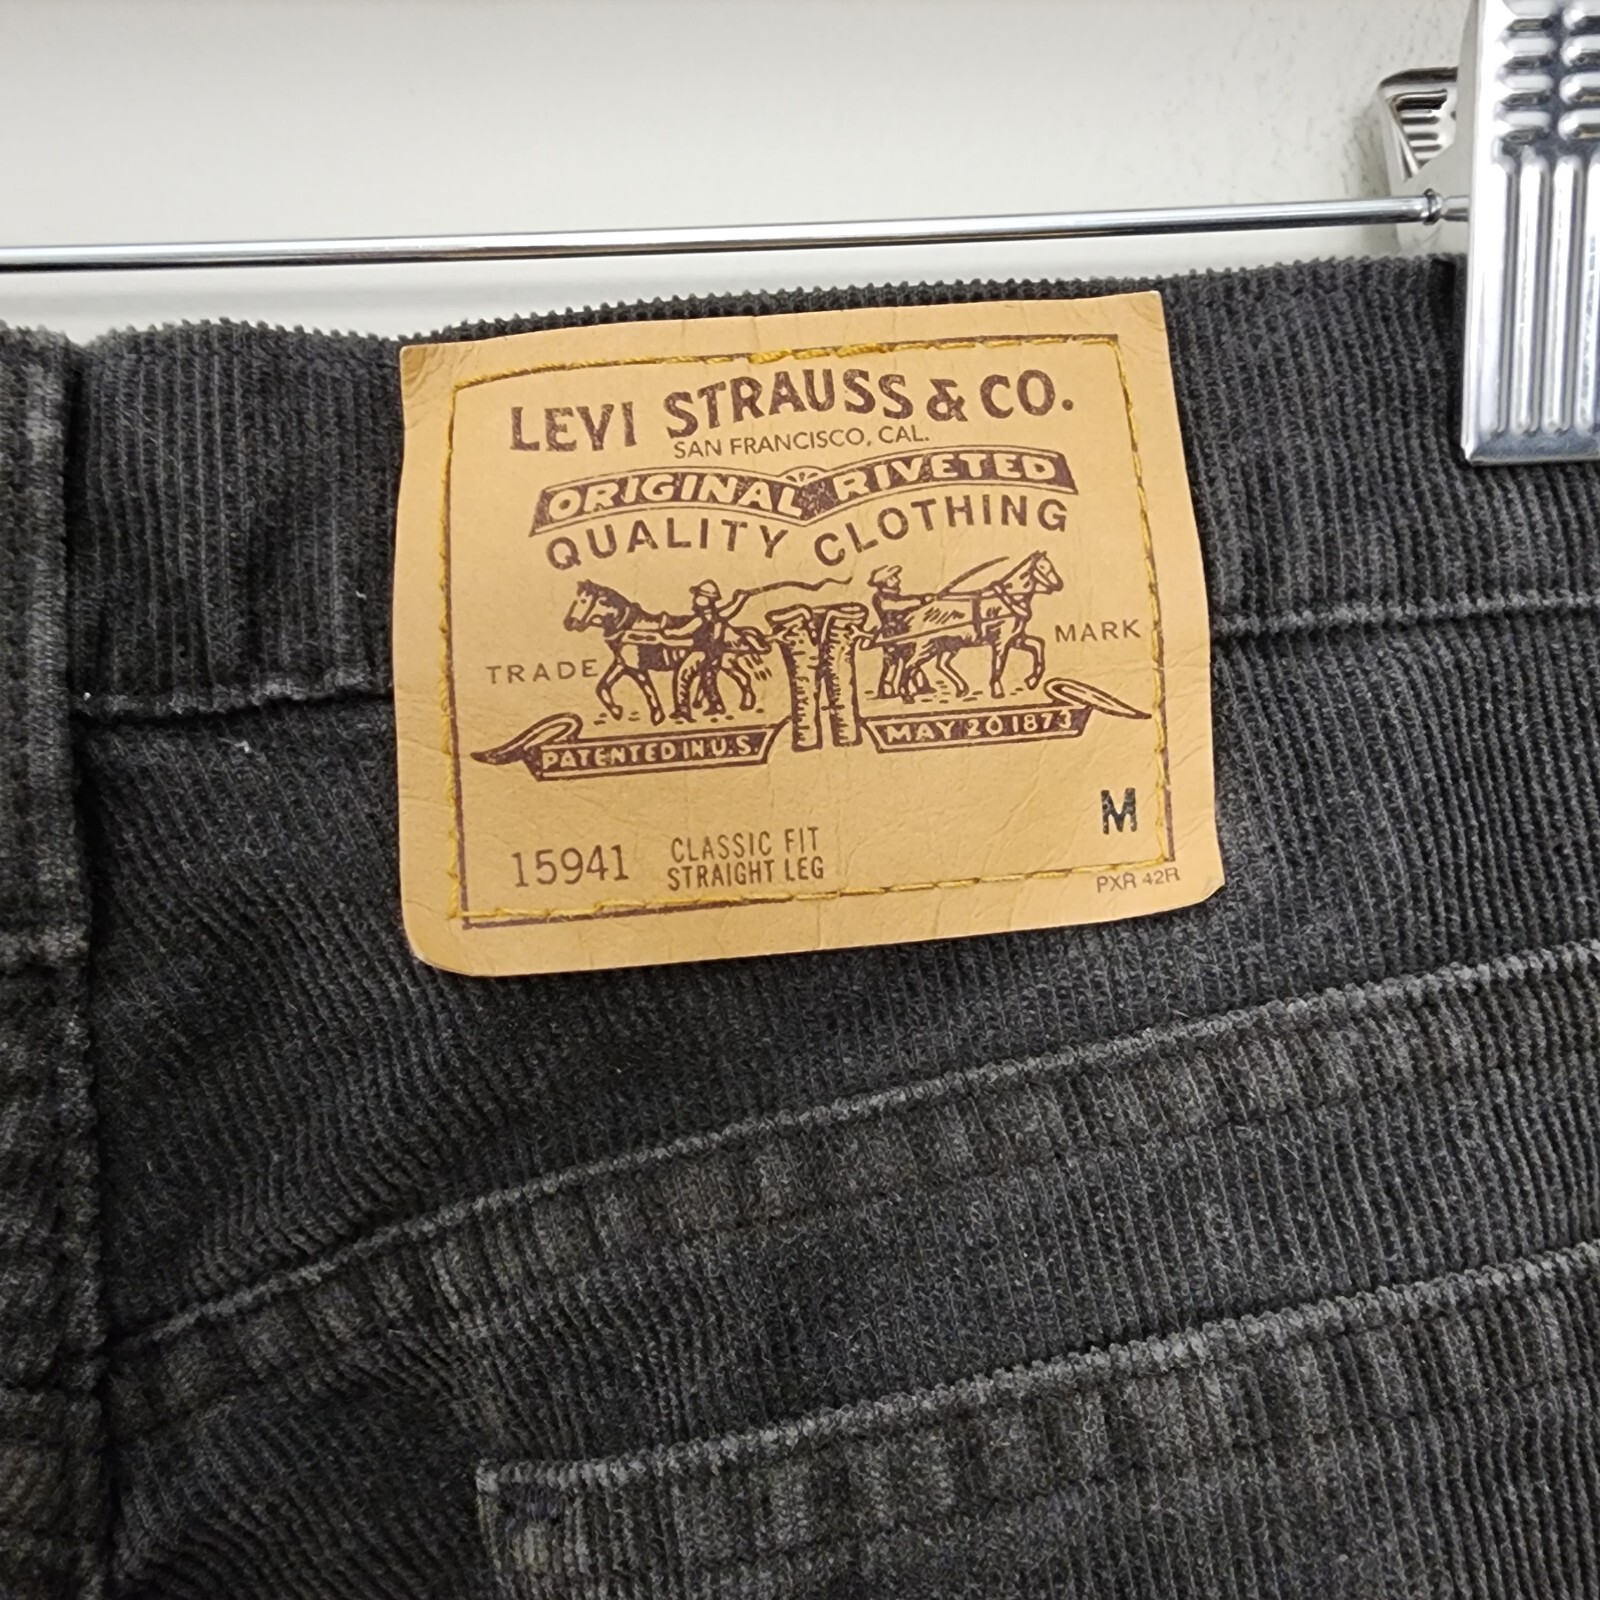 LEVI STRAUSS & CO.
SAN FRANCISCO, CAL.
ORIGINAL RIVETED
QUALITY CLOTHING
TRADE MARK
PATENTED IN U.S. MAY 20 1873
M
15941 CLASSIC FIT
STRAIGHT LEG
PXR 42R